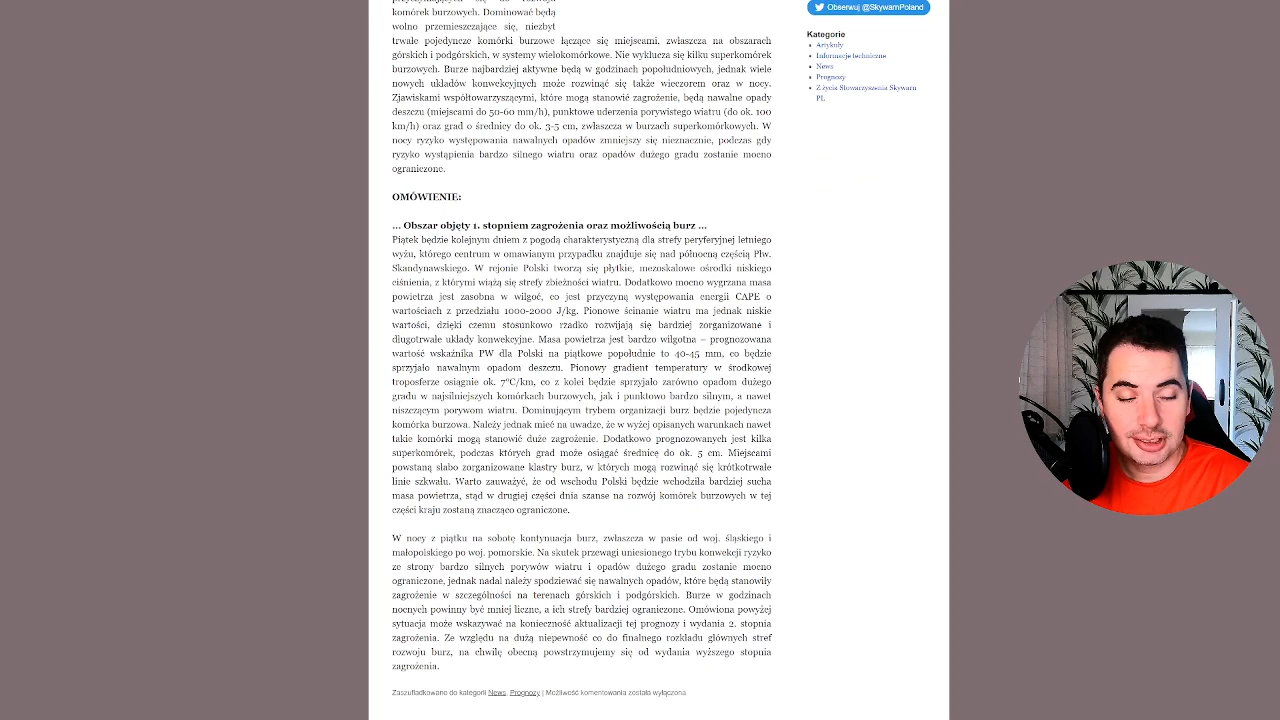 komórek burzowych. Dominować będą
wolno przemieszczające się, niezbyt
trwałe pojedyncze komórki burzowe łączące się miejscami, zwłaszcza na obszarach
górskich i podgórskich, w systemy wielokomórkowe. Nie wyklucza się kilku superkomórek
burzowych. Burze najbardziej aktywne będą w godzinach popołudniowych, jednak wiele
nowych układów konwekcyjnych może rozwinąć się także wieczorem oraz w nocy.
Zjawiskami współtowarzyszącymi, które mogą stanowić zagrożenie, będą nawalne opady
deszczu (miejscami do 50-60 mm/h), punktowe uderzenia porywistego wiatru (do ok. 100
km/h) oraz grad o średnicy do ok. 3-5 cm, zwłaszcza w burzach superkomórkowych. W
nocy ryzyko występowania nawalnych opadów zmniejszy się nieznacznie, podczas gdy
ryzyko wystąpienia bardzo silnego wiatru oraz opadów dużego gradu zostanie mocno
ograniczone.
OMÓWIENIE:
... Obszar objęty 1. stopniem zagrożenia oraz możliwością burz ...
Piątek będzie kolejnym dniem z pogodą charakterystyczną dla strefy peryferyjnej letniego
wyżu, którego centrum w omawianym przypadku znajduje się nad północną częścią Płw.
Skandynawskiego. W rejonie Polski tworzą się płytkie, mezoskalowe ośrodki niskiego
ciśnienia, z którymi wiążą się strefy zbieżności wiatru. Dodatkowo mocno wygrzana masa
powietrza jest zasobna w wilgoć, co jest przyczyną występowania energii CAPE o
wartościach z przedziału 1000-2000 J/kg. Pionowe ścinanie wiatru ma jednak niskie
wartości, dzięki czemu stosunkowo rzadko rozwijają się bardziej zorganizowane i
długotrwałe układy konwekcyjne. Masa powietrza jest bardzo wilgotna – prognozowana
wartość wskaźnika PW dla Polski na piątkowe popołudnie to 40-45 mm, co będzie
sprzyjało nawalnym opadom deszczu. Pionowy gradient temperatury w środkowej
troposferze osiągnie ok. 7°C/km, co z kolei będzie sprzyjało zarówno opadom dużego
gradu w najsilniejszych komórkach burzowych, jak i punktowo bardzo silnym, a nawet
niszczącym porywom wiatru. Dominującym trybem organizacji burz będzie pojedyncza
komórka burzowa. Należy jednak mieć na uwadze, że w wyżej opisanych warunkach nawet
takie komórki mogą stanowić duże zagrożenie. Dodatkowo prognozowanych jest kilka
superkomórek, podczas których grad może osiągać średnicę do ok. 5 cm. Miejscami
powstaną słabo zorganizowane klastry burz, w których mogą rozwinąć się krótkotrwałe
linie szkwału. Warto zauważyć, że od wschodu Polski będzie wchodziła bardziej sucha
masa powietrza, stąd w drugiej części dnia szanse na rozwój komórek burzowych w tej
części kraju zostaną znacząco ograniczone.
W nocy z piątku na sobotę kontynuacja burz, zwłaszcza w pasie od woj. śląskiego i
małopolskiego po woj. pomorskie. Na skutek przewagi uniesionego trybu konwekcji ryzyko
ze strony bardzo silnych porywów wiatru i opadów dużego gradu zostanie mocno
ograniczone, jednak nadal należy spodziewać się nawalnych opadów, które będą stanowiły
zagrożenie w szczególności na terenach górskich i podgórskich. Burze w godzinach
nocnych powinny być mniej liczne, a ich strefy bardziej ograniczone. Omówiona powyżej
sytuacja może wskazywać na konieczność aktualizacji tej prognozy i wydania 2. stopnia
zagrożenia. Ze względu na dużą niepewność co do finalnego rozkładu głównych stref
rozwoju burz, na chwilę obecną powstrzymujemy się od wydania wyższego stopnia
zagrożenia.
Zaszufladkowano do kategorii News, Prognozy | Możliwość komentowania została wyłączona
Obserwuj @SkywarnPoland
Kategorie
Artykuły
Informacje techniczne
News
Prognozy
Z życia Stowarzyszenia Skywarn
PL